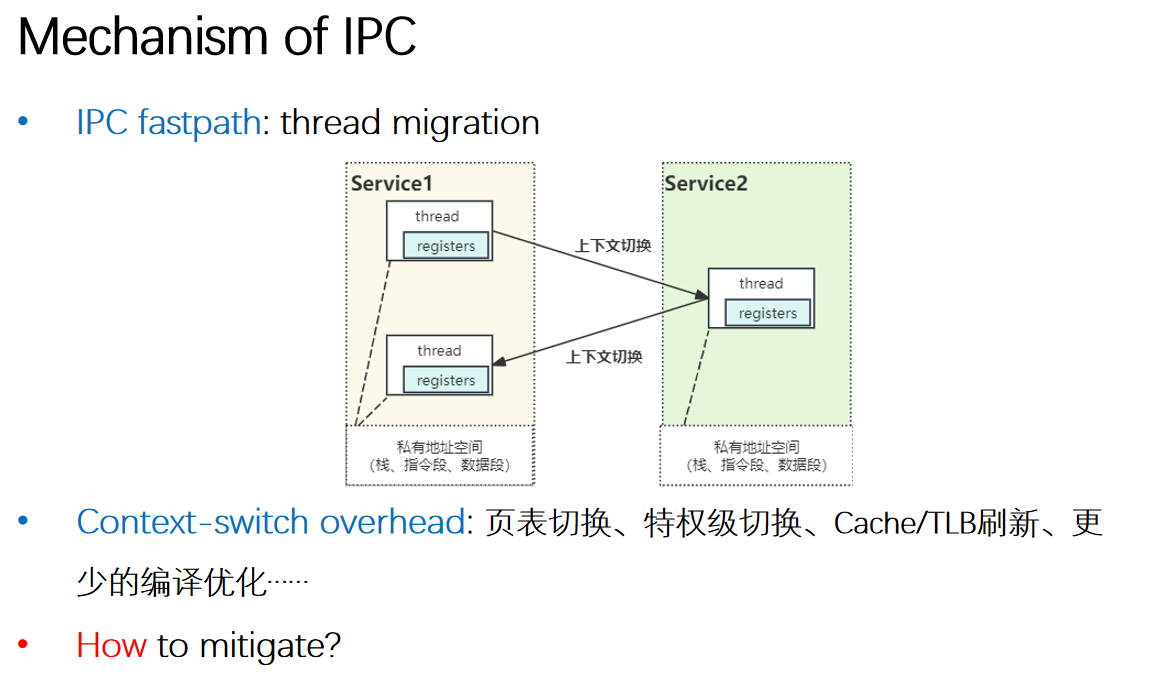 Mechanism of IPC
• IPC fastpath: thread migration
Service1
Service2
thread
registers
上下文切换
thread
registers
thread
registers
上下文切换
私有地址空间
（栈、指令段、数据段）
私有地址空间
（栈、指令段、数据段）
• Context-switch overhead: 页表切换、特权级切换、Cache/TLB刷新、更
少的编译优化……
• How to mitigate?